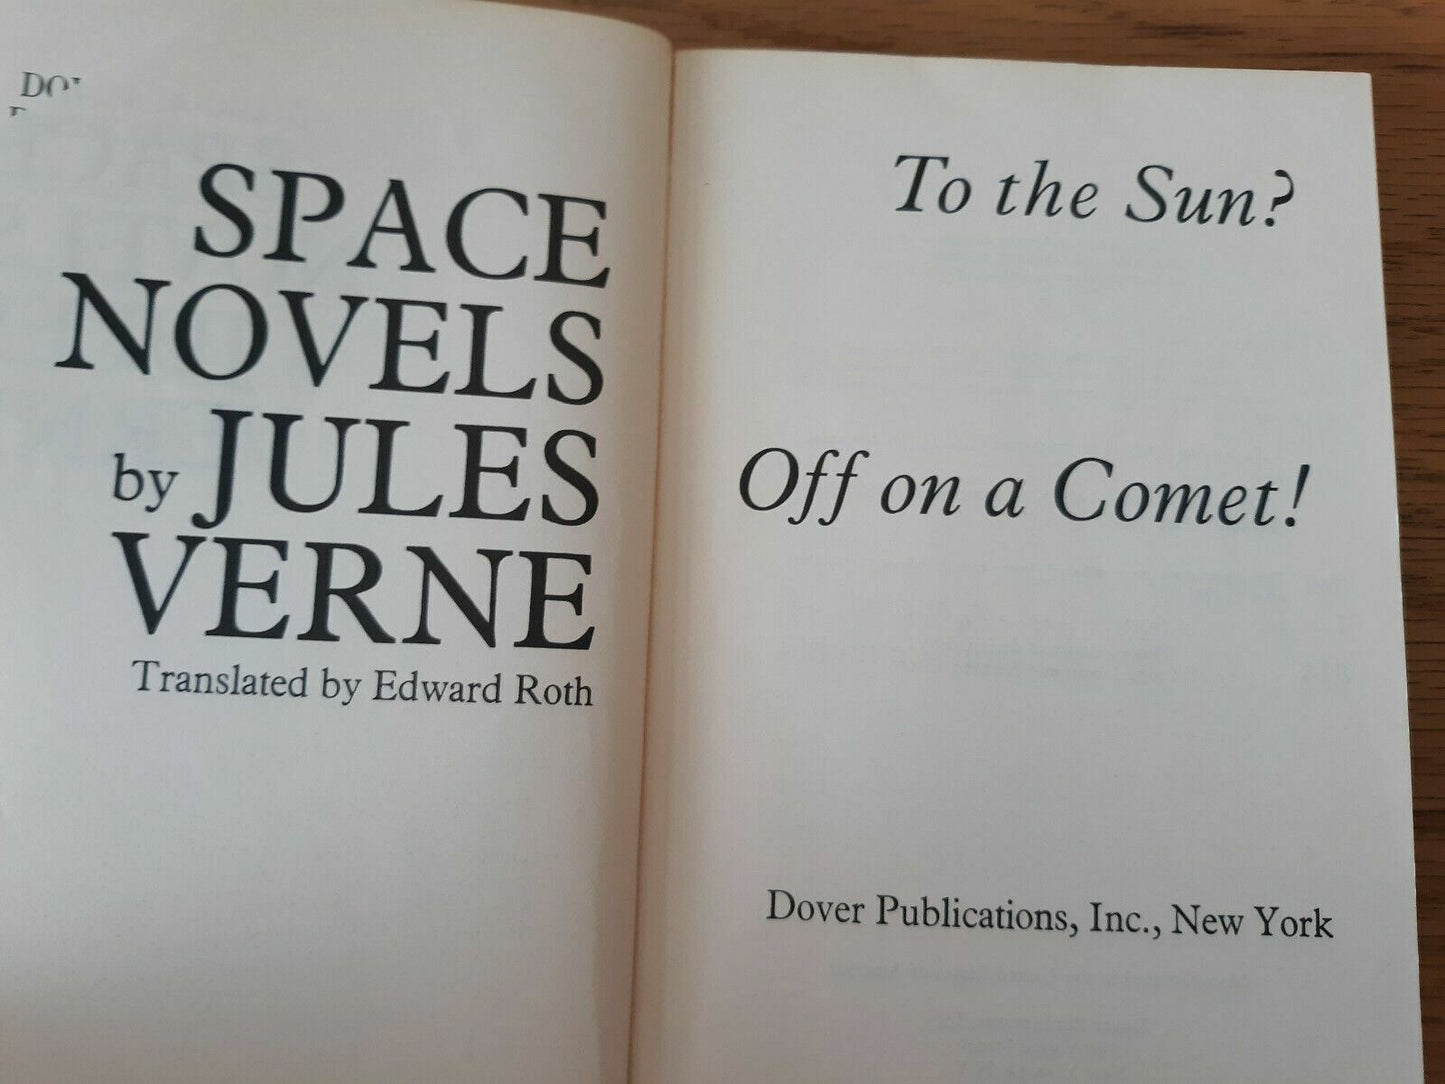 SPACE
NOVELS
by JULES
VERNE
Translated by Edward Roth
To the Sun?
Off on a Comet!
Dover Publications, Inc., New York